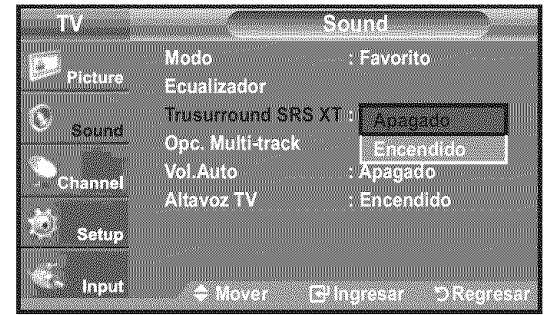 TV Sound
Picture
Sound
Channel
Setup
Input
Modo : Favorito
Ecualizador
Trusurround SRS XT : Apagado
Encendido
Opc. Multi-track
Vol.Auto : Apagado
Altavoz TV : Encendido
Mover Ingresar Regresar